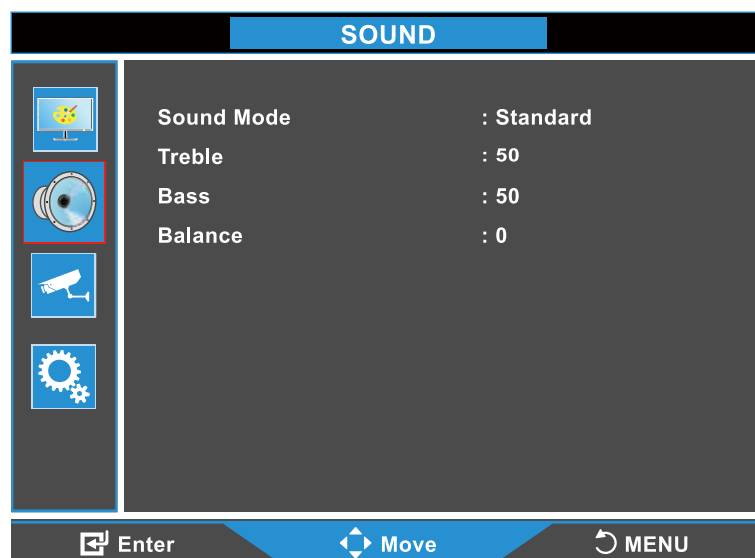 SOUND
Sound Mode : Standard
Treble : 50
Bass : 50
Balance : 0
Enter Move MENU